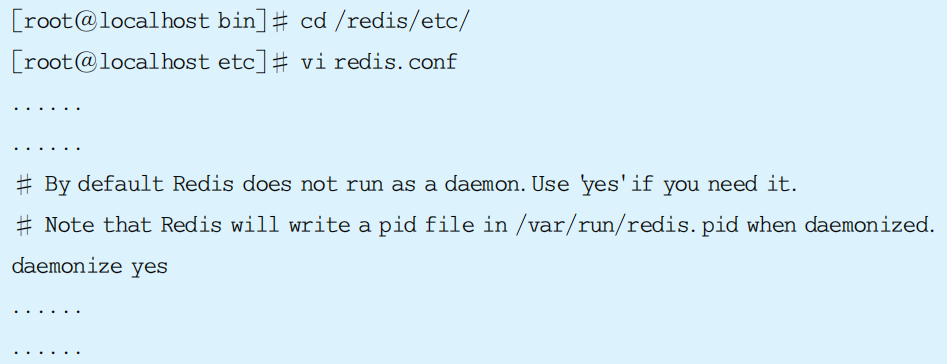 [root@localhost bin]# cd /redis/etc/
[root@localhost etc]# vi redis.conf
......
......
# By default Redis does not run as a daemon. Use 'yes' if you need it.
# Note that Redis will write a pid file in /var/run/redis.pid when daemonized.
daemonize yes
......
......